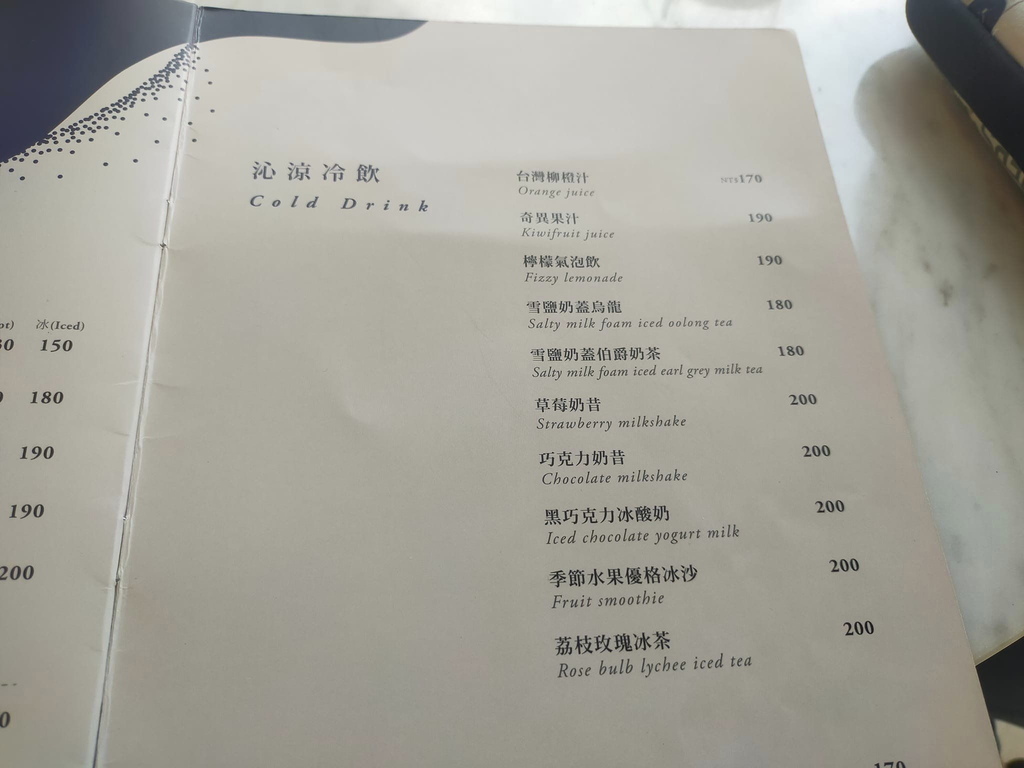 ot) 冰(Iced)
30 150
180
190
190
200
0
沁涼冷飲
Cold Drink
台灣柳橙汁 NT$170
Orange juice
奇異果汁 190
Kiwifruit juice
檸檬氣泡飲 190
Fizzy lemonade
雪鹽奶蓋烏龍 180
Salty milk foam iced oolong tea
雪鹽奶蓋伯爵奶茶 180
Salty milk foam iced earl grey milk tea
草莓奶昔 200
Strawberry milkshake
巧克力奶昔 200
Chocolate milkshake
黑巧克力冰酸奶 200
Iced chocolate yogurt milk
季節水果優格冰沙 200
Fruit smoothie
荔枝玫瑰冰茶 200
Rose bulb lychee iced tea
170